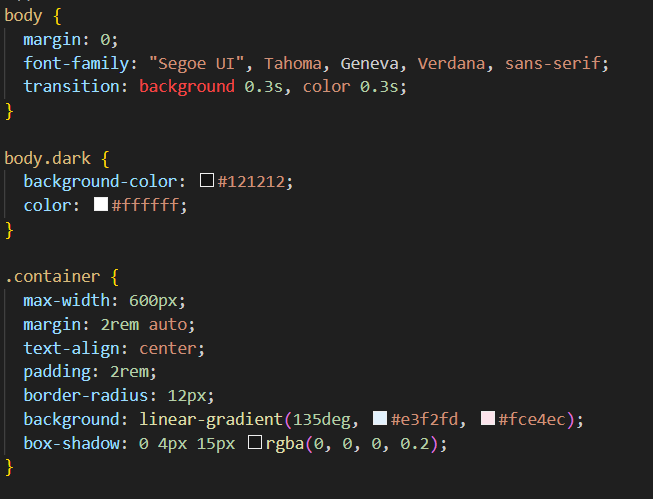 body {
margin: 0;
font-family: "Segoe UI", Tahoma, Geneva, Verdana, sans-serif;
transition: background 0.3s, color 0.3s;
}
body.dark {
background-color: #121212;
color: #ffffff;
}
.container {
max-width: 600px;
margin: 2rem auto;
text-align: center;
padding: 2rem;
border-radius: 12px;
background: linear-gradient(135deg, #e3f2fd, #fce4ec);
box-shadow: 0 4px 15px rgba(0, 0, 0, 0.2);
}